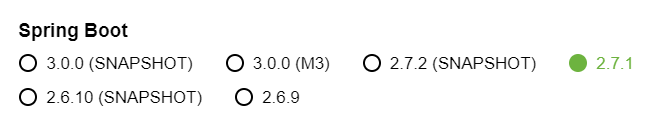 Spring Boot
3.0.0 (SNAPSHOT) 3.0.0 (M3) 2.7.2 (SNAPSHOT) 2.7.1
2.6.10 (SNAPSHOT) 2.6.9